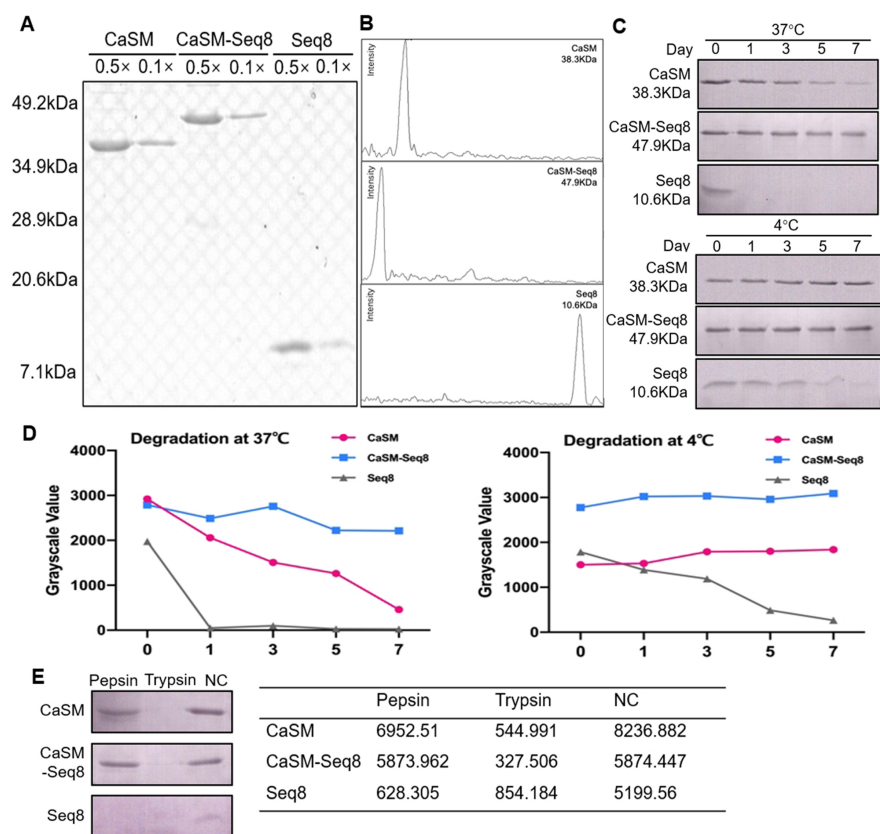 A
CaSM CaSM-Seq8 Seq8
0.5× 0.1× 0.5× 0.1× 0.5× 0.1×
49.2kDa
34.9kDa
28.9kDa
20.6kDa
7.1kDa
B
Intensity
CaSM
38.3KDa
Intensity
CaSM-Seq8
47.9KDa
Intensity
Seq8
10.6KDa
C
37°C
Day 0 1 3 5 7
CaSM
38.3KDa
CaSM-Seq8
47.9KDa
Seq8
10.6KDa
4°C
Day 0 1 3 5 7
CaSM
38.3KDa
CaSM-Seq8
47.9KDa
Seq8
10.6KDa
D
Degradation at 37℃
CaSM
CaSM-Seq8
Seq8
Grayscale Value
4000
3000
2000
1000
0
0 1 3 5 7
Degradation at 4℃
CaSM
CaSM-Seq8
Seq8
Grayscale Value
4000
3000
2000
1000
0
0 1 3 5 7
E
Pepsin Trypsin NC
CaSM
CaSM
-Seq8
Seq8
Pepsin Trypsin NC
CaSM 6952.51 544.991 8236.882
CaSM-Seq8 5873.962 327.506 5874.447
Seq8 628.305 854.184 5199.56